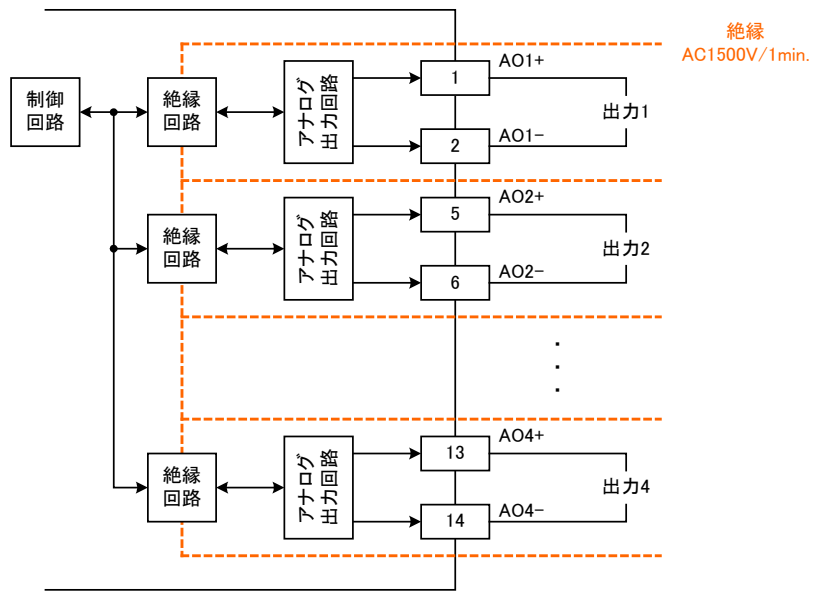 絶縁
AC1500V/1min.
制御
回路
絶縁
回路
アナログ
出力回路
1
AO1+
2
AO1-
出力1
絶縁
回路
アナログ
出力回路
5
AO2+
6
AO2-
出力2
絶縁
回路
アナログ
出力回路
13
AO4+
14
AO4-
出力4